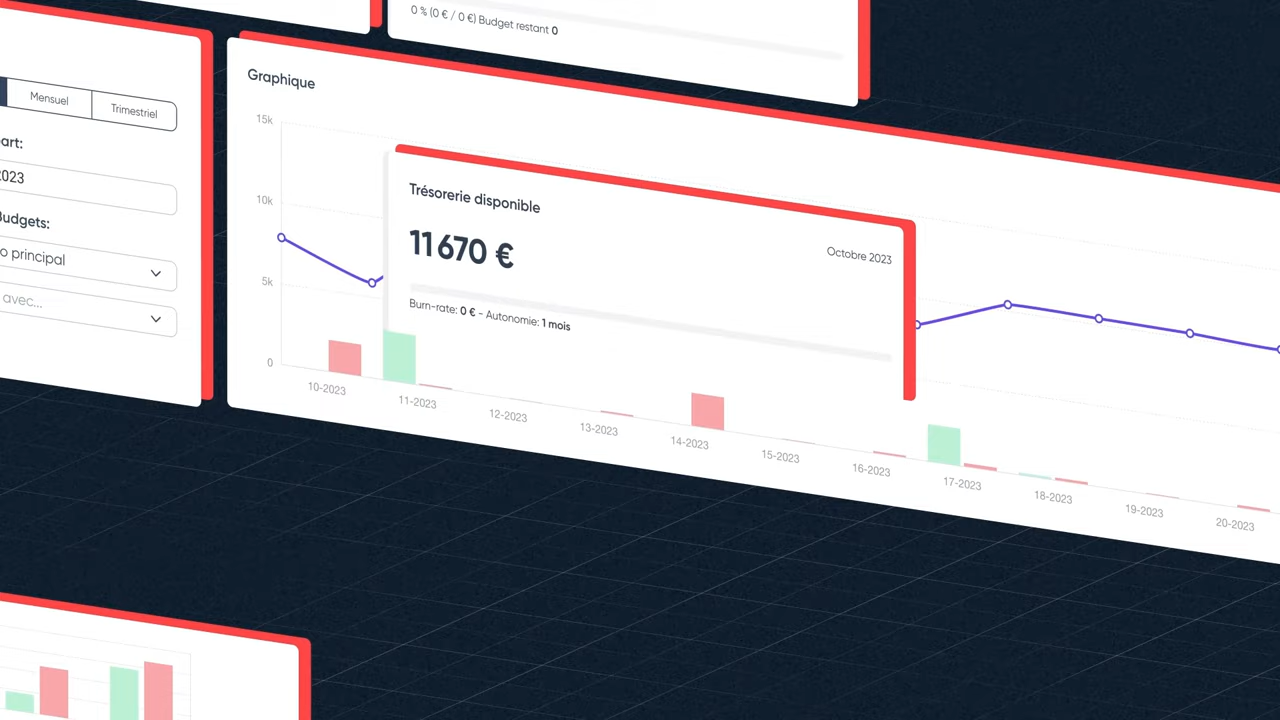 0 % (0 € / 0 €) Budget restant 0
Mensuel
Trimestriel
art:
2023
Budgets:
o principal
avec...
Graphique
15k
10k
5k
0
Trésorerie disponible
11 670 €
Octobre 2023
Burn-rate: 0 € - Autonomie: 1 mois
10-2023
11-2023
12-2023
13-2023
14-2023
15-2023
16-2023
17-2023
18-2023
19-2023
20-2023